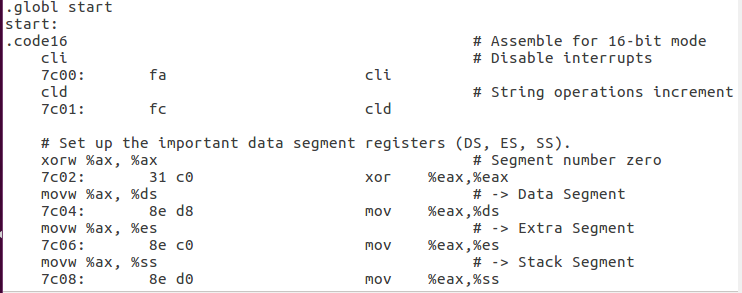 .globl start
start:
.code16                                               # Assemble for 16-bit mode
    cli                                               # Disable interrupts
    7c00:       fa                      cli
    cld                                               # String operations increment
    7c01:       fc                      cld

    # Set up the important data segment registers (DS, ES, SS).
    xorw %ax, %ax                                     # Segment number zero
    7c02:       31 c0                   xor    %eax,%eax
    movw %ax, %ds                                     # -> Data Segment
    7c04:       8e d8                   mov    %eax,%ds
    movw %ax, %es                                     # -> Extra Segment
    7c06:       8e c0                   mov    %eax,%es
    movw %ax, %ss                                     # -> Stack Segment
    7c08:       8e d0                   mov    %eax,%ss